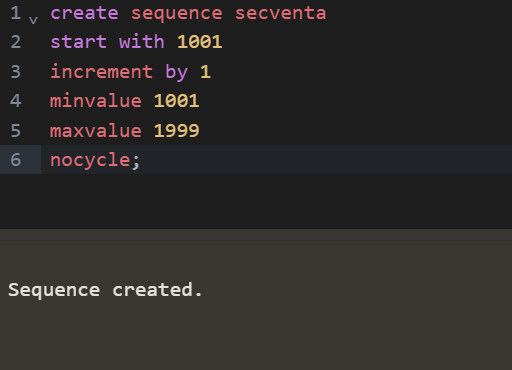 1 create sequence secventa
2 start with 1001
3 increment by 1
4 minvalue 1001
5 maxvalue 1999
6 nocycle;
Sequence created.